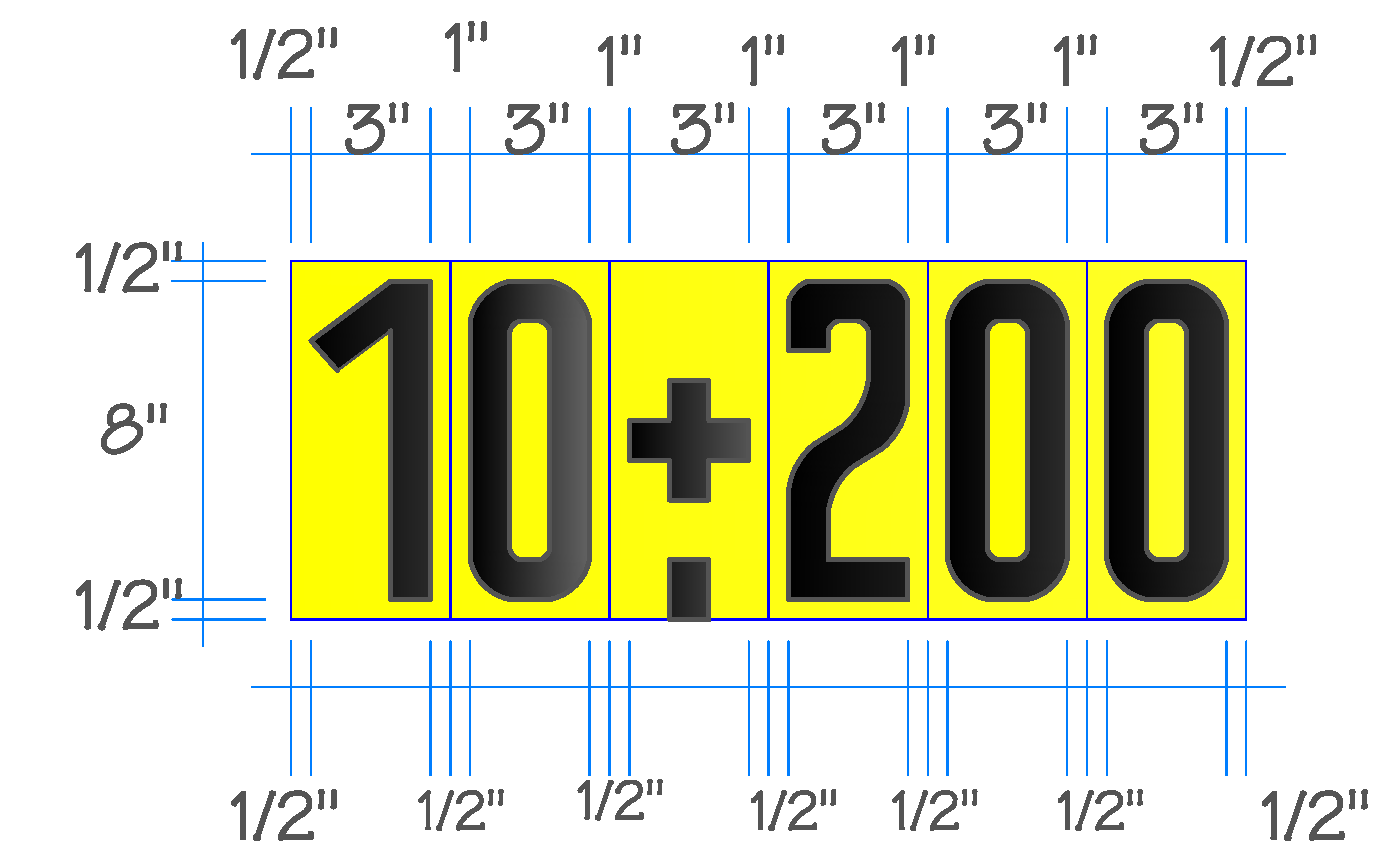 1/2" 1" 1" 1" 1" 1" 1/2"
3" 3" 3" 3" 3" 3"
1/2"
10+.200
8"
1/2"
1/2" 1/2" 1/2" 1/2" 1/2" 1/2" 1/2"